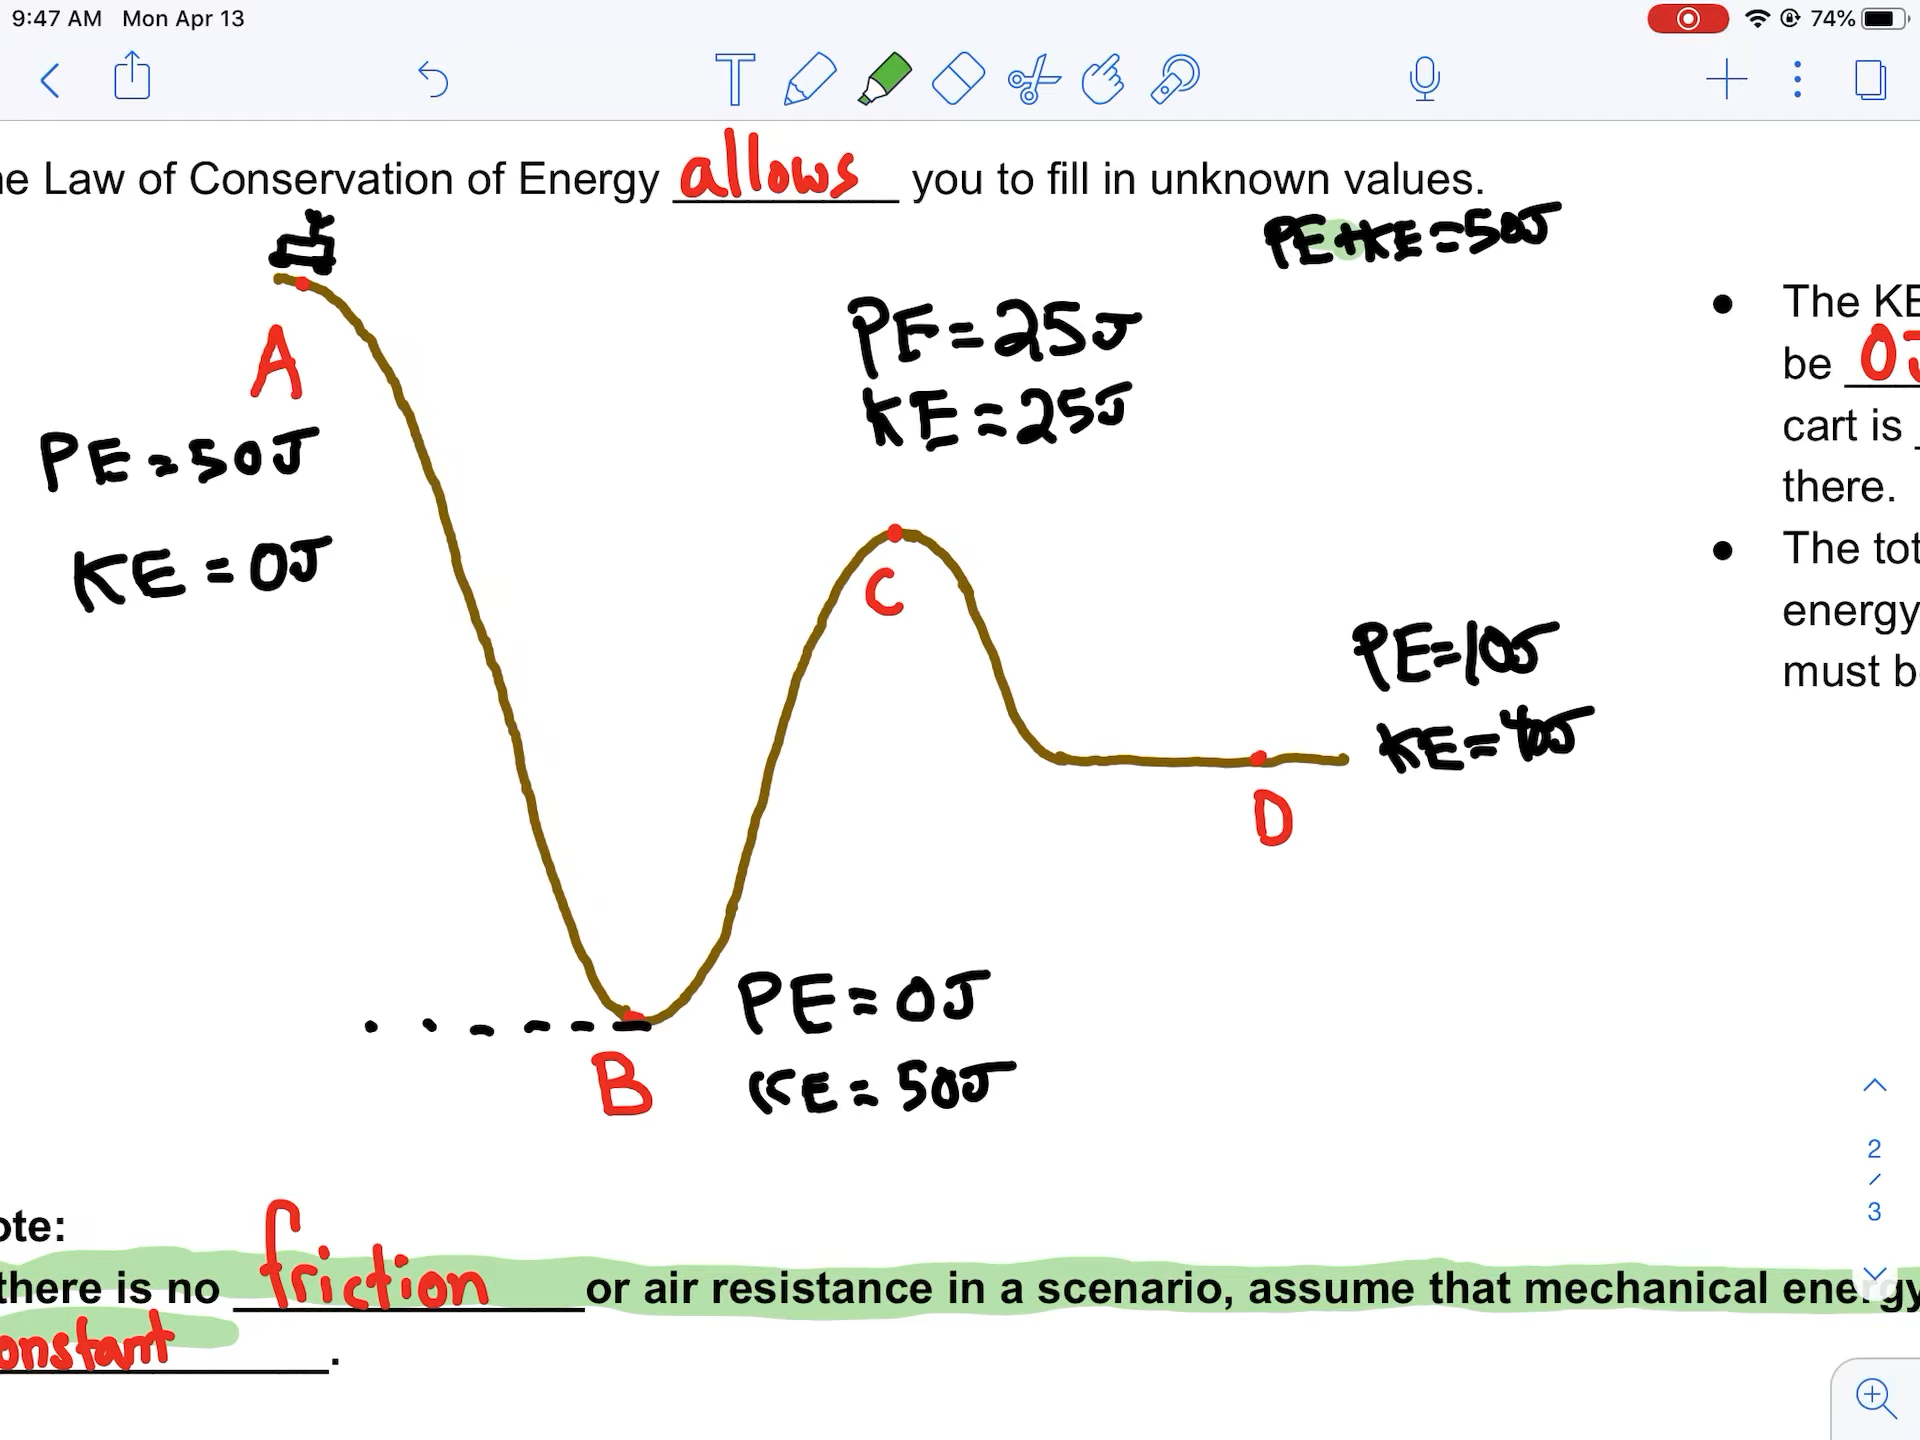 9:47 AM Mon Apr 13
74%
T
e Law of Conservation of Energy allows you to fill in unknown values.
PE+KE=50J
PE=25J
KE=25J
A
PE=50J
KE=0J
C
PE=10J
KE=40J
D
PE=0J
KE=50J
B
The KE
be 0J
cart is
there.
The tot
energy
must b
2
/
3
ote:
there is no friction or air resistance in a scenario, assume that mechanical energy
onstant.